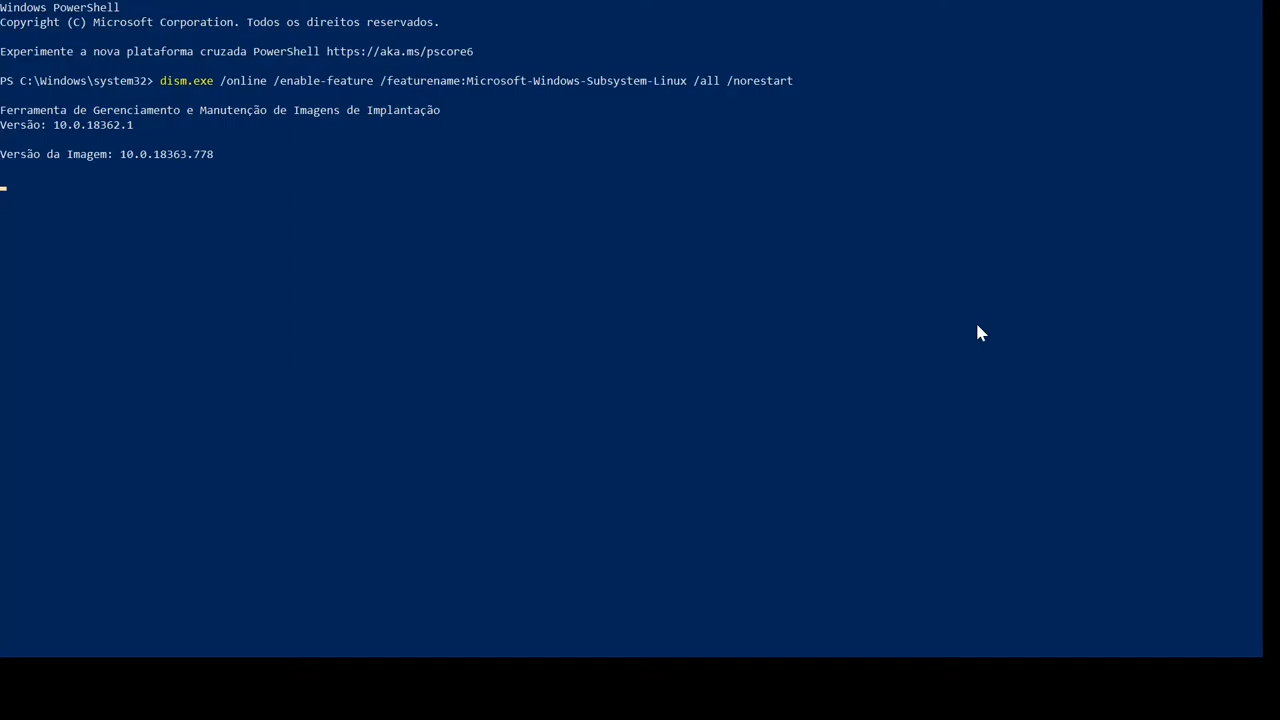 Windows PowerShell
Copyright (C) Microsoft Corporation. Todos os direitos reservados.
Experimente a nova plataforma cruzada PowerShell https://aka.ms/pscore6
PS C:\Windows\system32> dism.exe /online /enable-feature /featurename:Microsoft-Windows-Subsystem-Linux /all /norestart
Ferramenta de Gerenciamento e Manutenção de Imagens de Implantação
Versão: 10.0.18362.1
Versão da Imagem: 10.0.18363.778